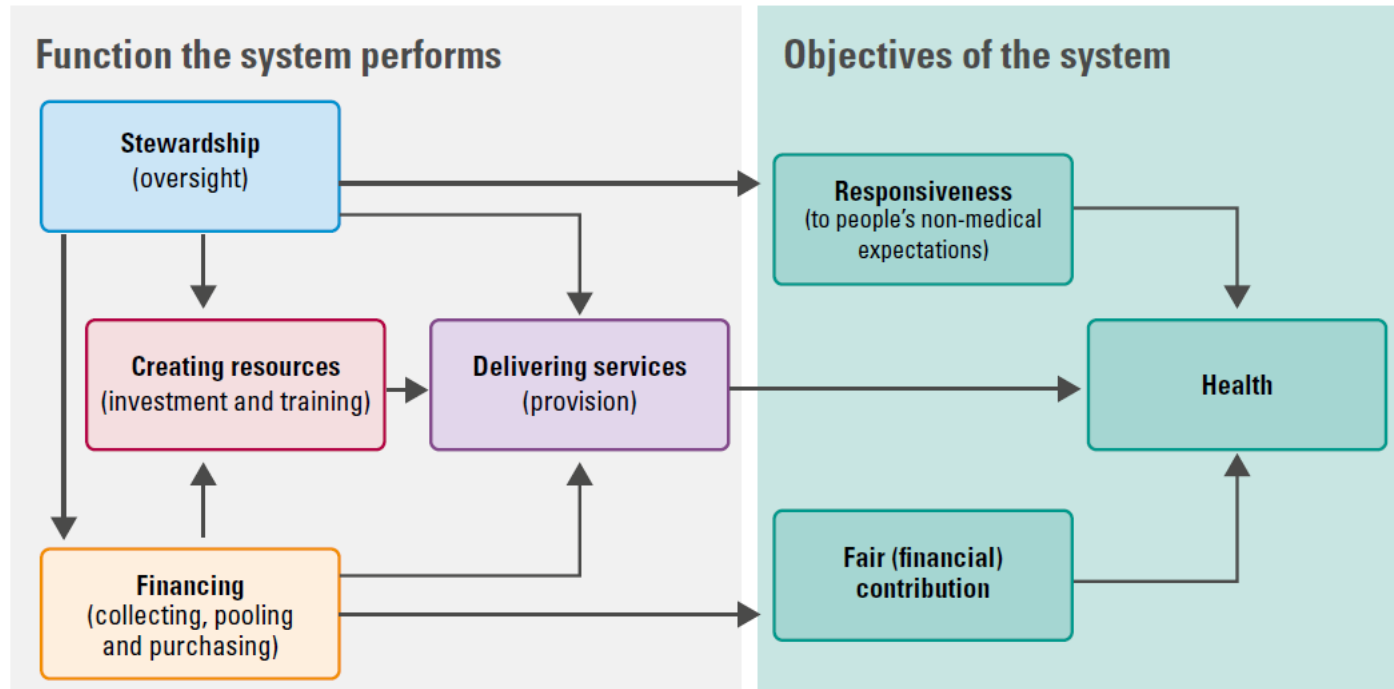 Function the system performs
Objectives of the system
Stewardship
(oversight)
Responsiveness
(to people’s non-medical
expectations)
Creating resources
(investment and training)
Delivering services
(provision)
Health
Financing
(collecting, pooling
and purchasing)
Fair (financial)
contribution